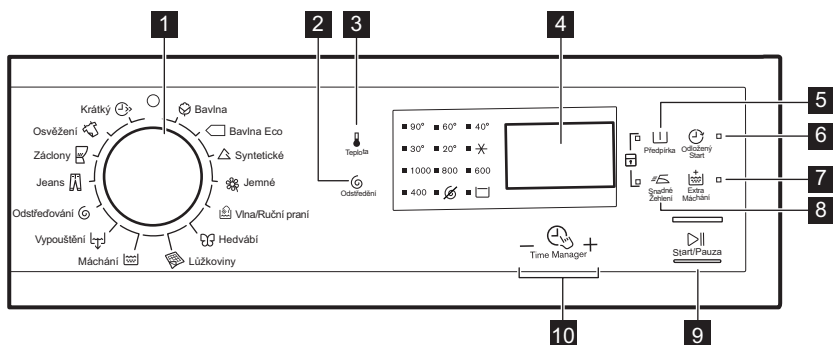 1
2
3
4
5
6
7
8
9
10
Krátký
Osvěžení
Záclony
Jeans
Odstřeďování
Vypouštění
Máchání
Bavlna
Bavlna Eco
Syntetické
Jemné
Vlna/Ruční praní
Hedvábí
Lůžkoviny
Teplota
Odstředění
90° 60° 40°
30° 20°
1000 800 600
400
Předpírka
Odložený
Start
Snadné
Žehlení
Extra
Máchání
Start/Pauza
− +
Time Manager